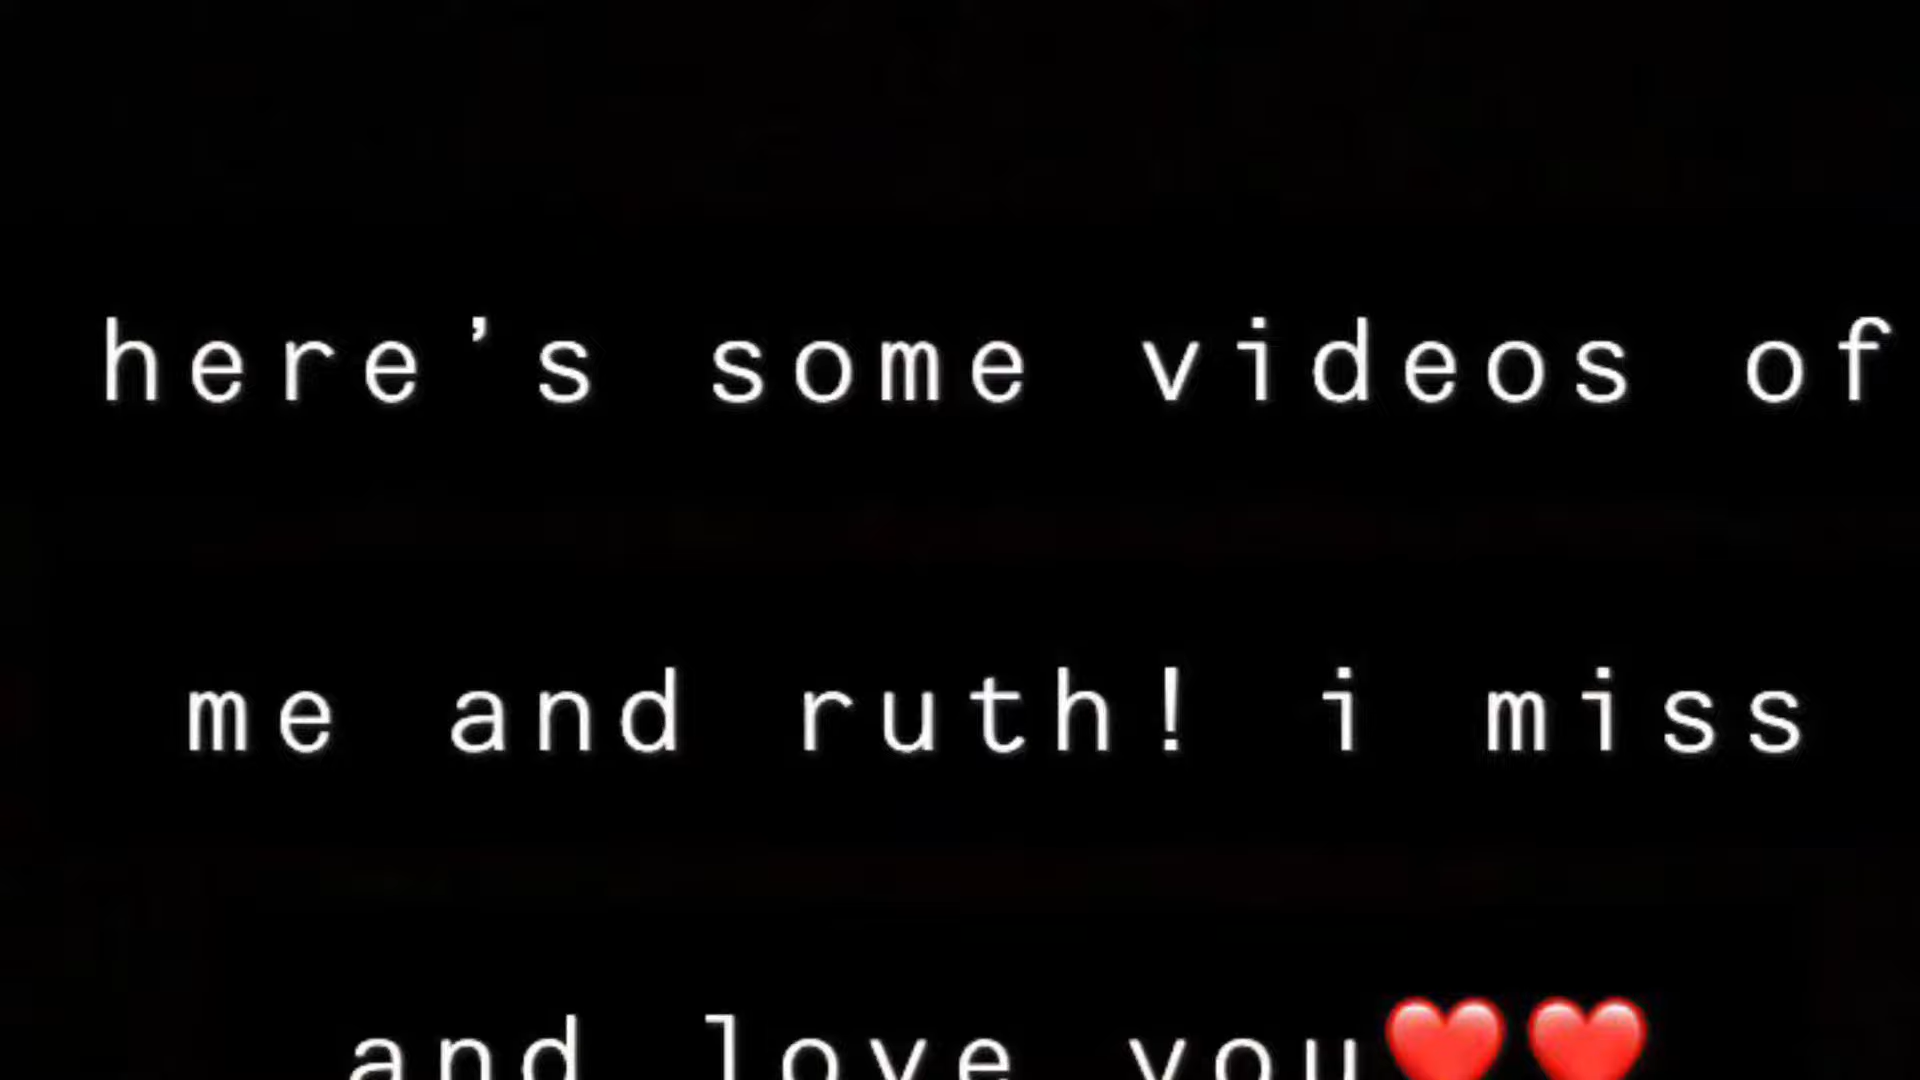 here’s some videos of
me and ruth! i miss
and love you❤️❤️